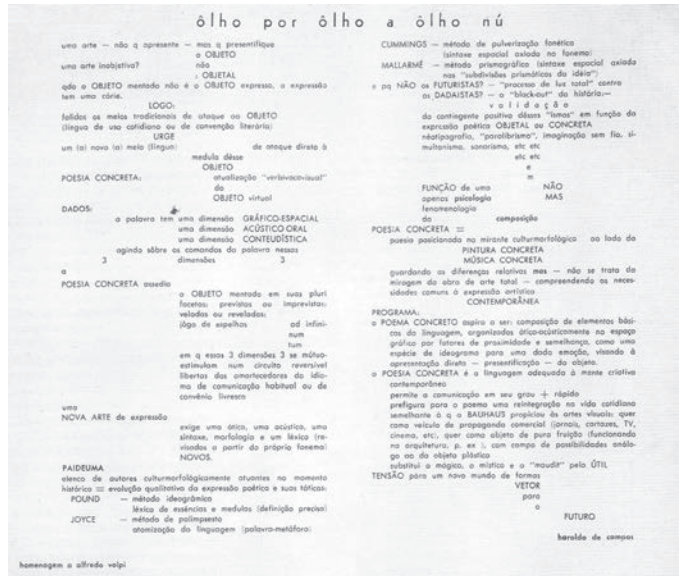 ôlho por ôlho a ôlho nú
uma arte — não q apresente — mas q presentifique
o OBJETO
uma arte inobjetiva? não
, OBJETAL
qdo o OBJETO mentado não é o OBJETO expresso, a expressão
tem uma cárie.
LOGO:
falidos os meios tradicionais de ataque ao OBJETO
(língua de uso cotidiano ou de convenção literária)
URGE
um (a) novo (a) meio (língua) de ataque direto à
medula dêsse
OBJETO
POESIA CONCRETA: atualização "verbivocovisual"
do
OBJETO virtual
DADOS:
a palavra tem uma dimensão GRÁFICO-ESPACIAL
uma dimensão ACÚSTICO-ORAL
uma dimensão CONTEUDÍSTICA
agindo sôbre os comandos da palavra nessas
3 dimensões 3
a
POESIA CONCRETA assedia
o OBJETO mentado em suas pluri
facetas: previstas ou imprevistas:
veladas ou reveladas:
jôgo de espelhos ad infini-
num
tum
em q essas 3 dimensões 3 se mútuo-
estimulam num circuito reversível
libertas dos amortecedores do idio-
ma de comunicação habitual ou de
convênio livresco
uma
NOVA ARTE de expressão
exige uma ótica, uma acústica, uma
sintaxe, morfologia e um léxico (re-
visados a partir do próprio fonema)
NOVOS.
PAIDEUMA
elenco de autores culturmorfològicamente atuantes no momento
histórico = evolução qualitativa da expressão poética e suas táticas:
POUND — método ideogrâmico
léxico de essências e medulas (definição precisa)
JOYCE — método de palimpsesto
atomização da linguagem (palavra-metáfora)
homenagem a alfredo volpi
CUMMINGS — método de pulverização fonética
(sintaxe espacial axiada no fonema)
MALLARMÉ — método prismográfico (sintaxe espacial axiada
nas "subdivisões prismáticas da idéia")
e pq NÃO os FUTURISTAS? — "processo de luz total" contra
os DADAISTAS? — o "black-out" da história:—
validação
do contingente positivo dêsses "ismos" em função da
expressão poética OBJETAL ou CONCRETA
néotipografia, "parolibrismo", imaginação sem fio, si-
multanismo, sonorismo, etc etc
etc etc
e
m
FUNÇÃO de uma NÃO
apenas psicologia MAS
fenomenologia
da composição
POESIA CONCRETA =
poesia posicionada no mirante culturmorfológico ao lado da
PINTURA CONCRETA
MÚSICA CONCRETA
guardando as diferenças relativas mas — não se trata da
miragem da obra de arte total — compreendendo as neces-
sidades comuns à expressão artística
CONTEMPORÂNEA
PROGRAMA:
o POEMA CONCRETO aspira a ser: composição de elementos bási-
cos da linguagem, organizados ótico-acùsticamente no espaço
gráfico por fatores de proximidade e semelhança, como uma
espécie de ideograma para uma dada emoção, visando à
apresentação direta — presentificação — do objeto.
a POESIA CONCRETA é a linguagem adequada à mente criativa
contemporânea
permite a comunicação em seu grau + rápido
prefigura para o poema uma reintegração na vida cotidiana
semelhante à q o BAUHAUS propiciou às artes visuais: quer
como veículo de propaganda comercial (jornais, cartazes, TV,
cinema, etc), quer como objeto de pura fruição (funcionando
na arquitetura, p. ex.), com campo de possibilidades análo-
go ao do objeto plástico
substitui o mágico, o místico e o "maudit" pelo ÚTIL
TENSÃO para um novo mundo de formas
VETOR
para
o
FUTURO
haroldo de campos